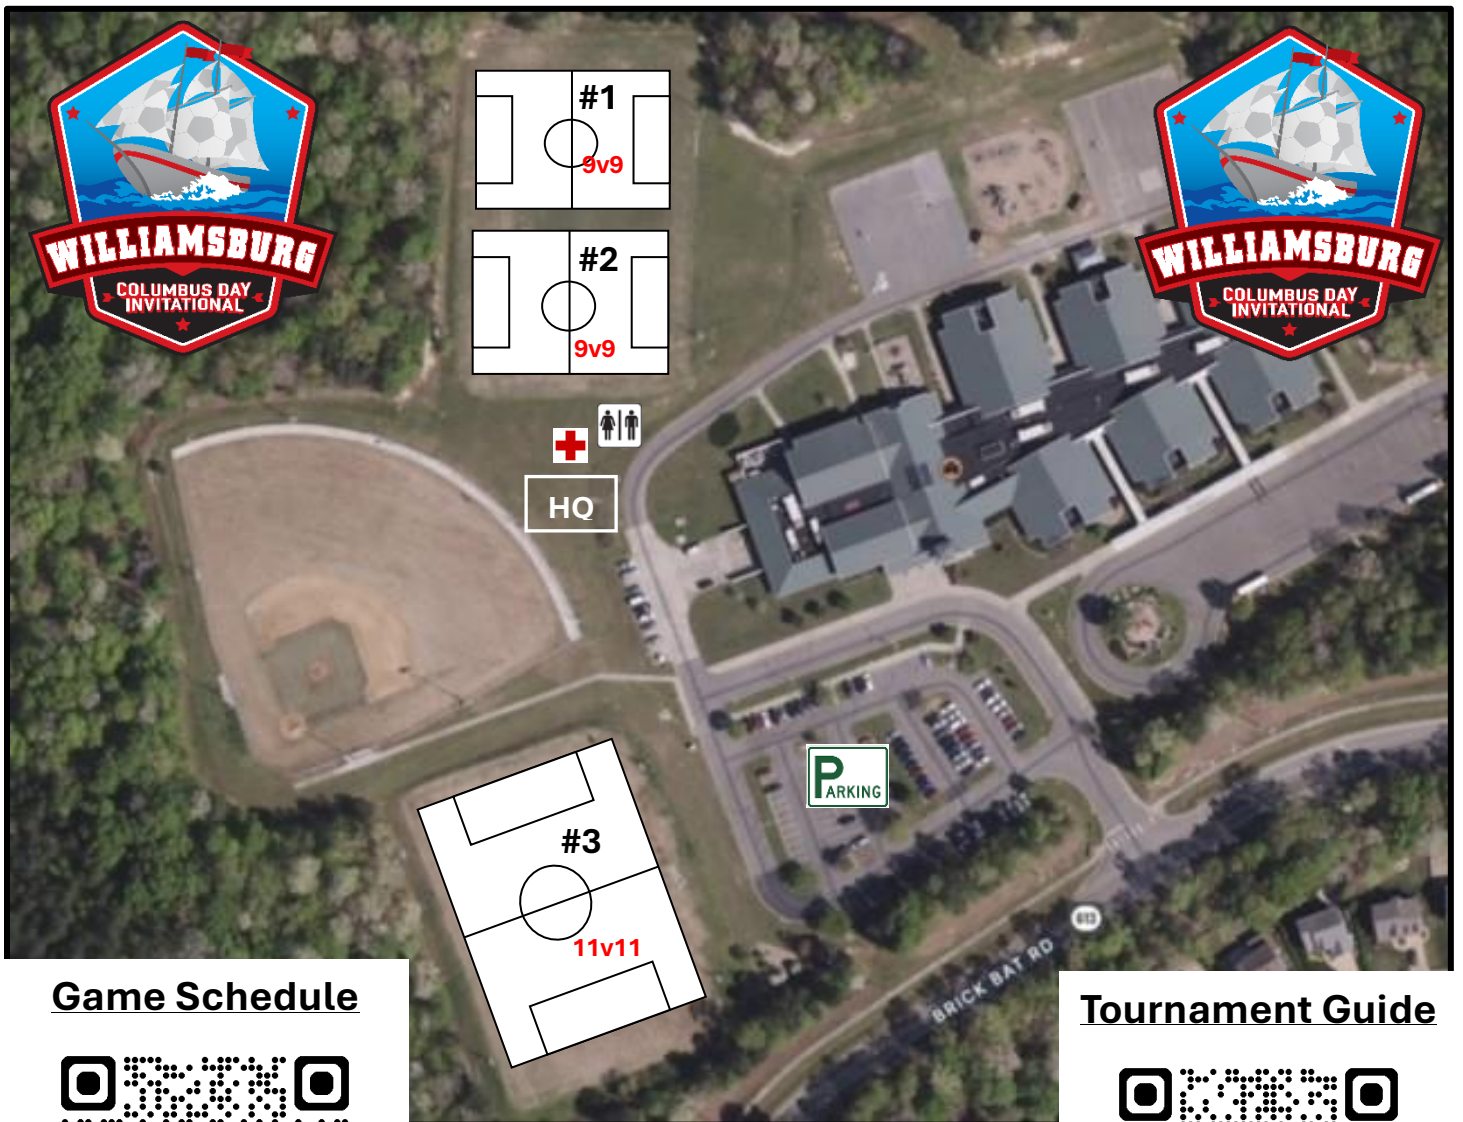 WILLIAMSBURG
COLUMBUS DAY
INVITATIONAL
WILLIAMSBURG
COLUMBUS DAY
INVITATIONAL
#1
9v9
#2
9v9
HQ
PARKING
#3
11v11
613
BRICK BAT RD
Game Schedule
Tournament Guide